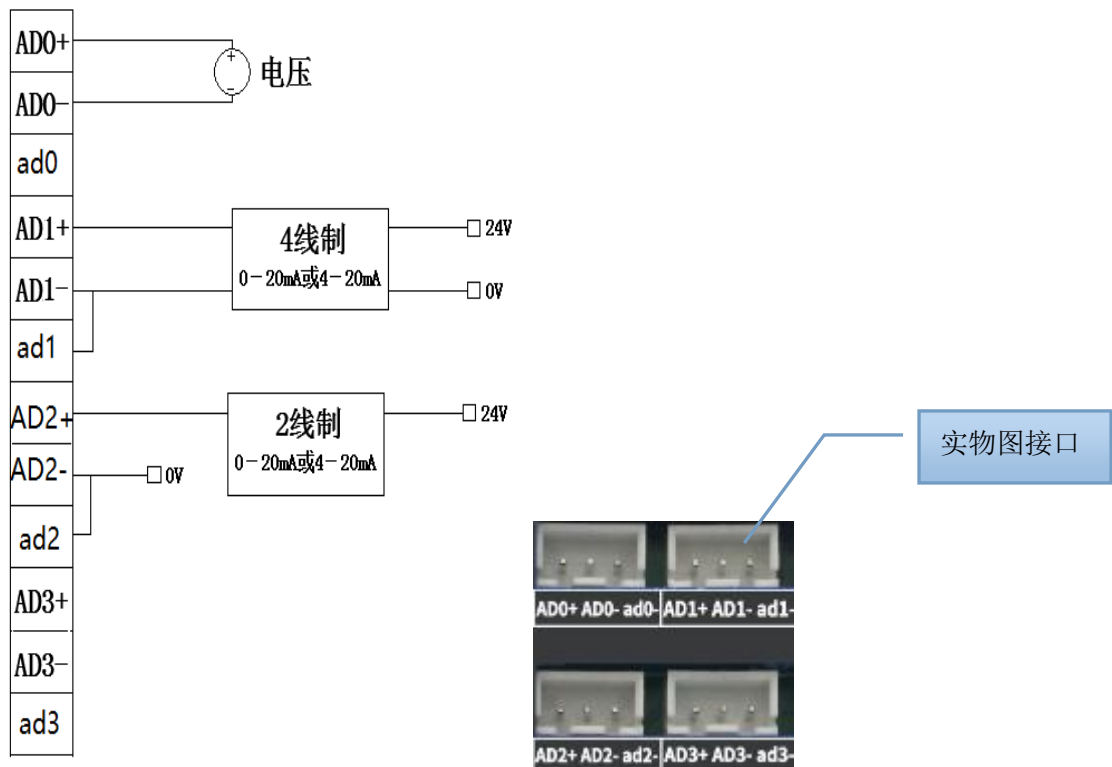 AD0+
电压
AD0-
ad0
AD1+
4线制
0-20mA或4-20mA
24V
AD1-
0V
ad1
AD2+
2线制
0-20mA或4-20mA
24V
AD2-
0V
ad2
AD3+
AD3-
ad3
实物图接口
AD0+ AD0- ad0- AD1+ AD1- ad1-
AD2+ AD2- ad2- AD3+ AD3- ad3-